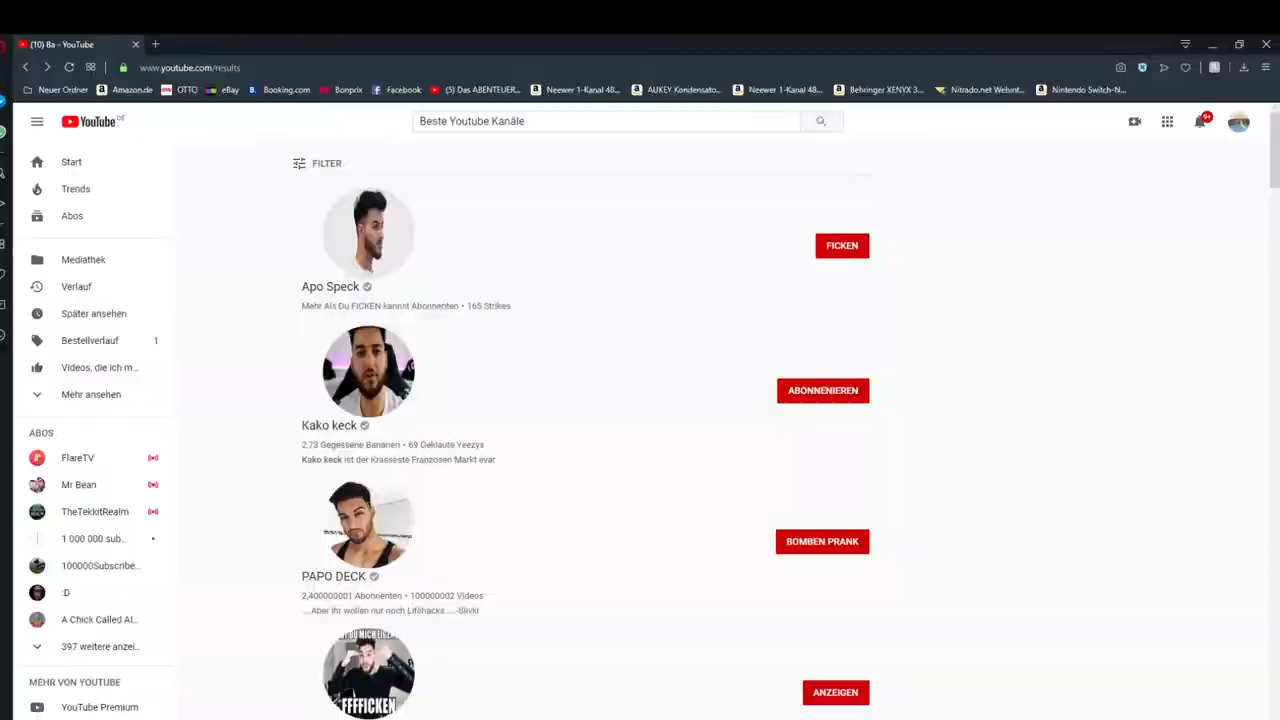 (10) Ba - YouTube
www.youtube.com/results
Neuer Ordner Amazon.de OTTO eBay Booking.com Bonprix Facebook (5) Das ABENTEUER... Neewer 1-Kanal 48... AUKEY Kondensato... Neewer 1-Kanal 48... Behringer XENYX 3... Nitrado.net Webint... Nintendo Switch-N...
YouTube DE
Beste Youtube Kanäle
9+
Start
FILTER
Trends
Abos
FICKEN
Mediathek
Verlauf
Apo Speck
Mehr Als Du FICKEN kannst Abonnenten • 165 Strikes
Später ansehen
Bestellverlauf 1
Videos, die ich m...
Mehr ansehen
ABONNENIEREN
Kako keck
2,73 Gegessene Bananen • 69 Geklaute Yeezys
Kako keck ist der Krasseste Franzosen Markt evar
ABOS
FlareTV
Mr Bean
TheTekkitRealm
1 000 000 sub...
100000Subscribe...
:D
A Chick Called Al...
397 weitere anzei...
BOMBEN PRANK
PAPO DECK
2,400000001 Abonnenten • 100000002 Videos
....Aber ihr wollen nur noch Lifehacks.....-Slivki
MEHR VON YOUTUBE
YouTube Premium
DU MICH
FFFFICKEN
ANZEIGEN